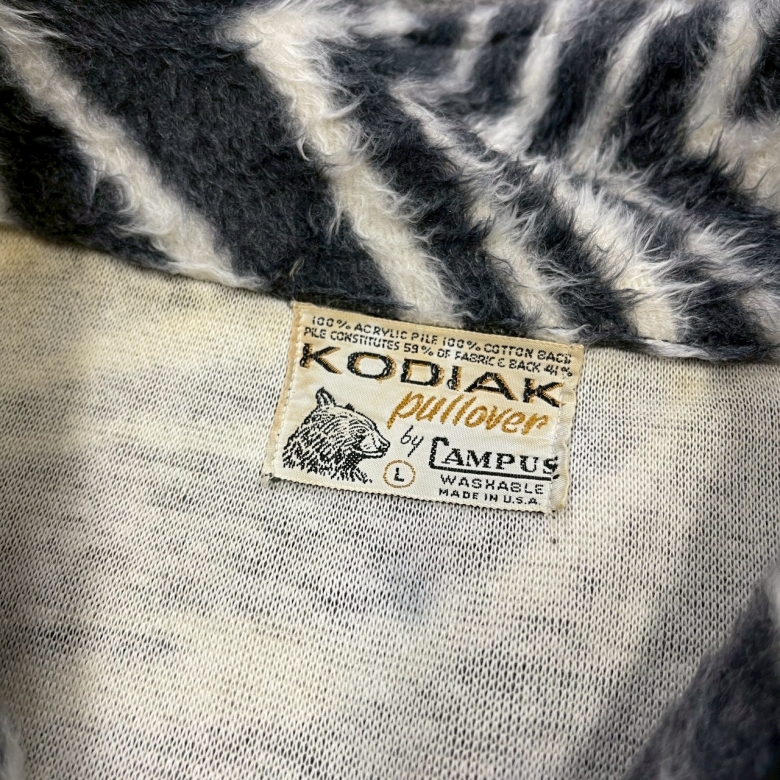 100% ACRYLIC PILE 100% COTTON BACK
PILE CONSTITUTES 59% OF FABRIC & BACK 41%
KODIAK
pullover
by CAMPUS
L
WASHABLE
MADE IN U.S.A.